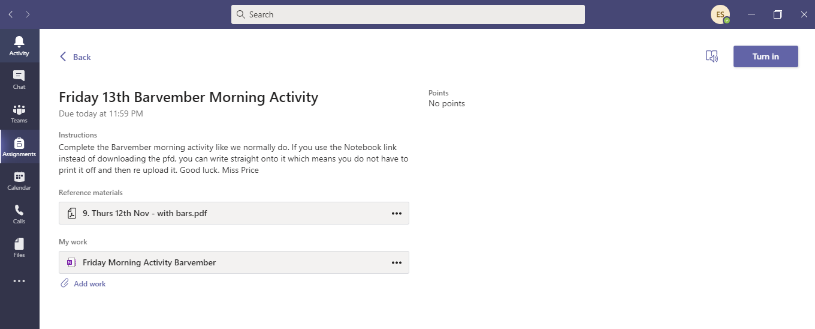 Search
ES
Activity
Chat
Teams
Assignments
Calendar
Calls
Files
Back
Turn in
Friday 13th Barvember Morning Activity
Due today at 11:59 PM
Points
No points
Instructions
Complete the Barvember morning activity like we normally do. If you use the Notebook link
instead of downloading the pfd, you can write straight onto it which means you do not have to
print it off and then re upload it. Good luck. Miss Price
Reference materials
9. Thurs 12th Nov - with bars.pdf
My work
Friday Morning Activity Barvember
Add work